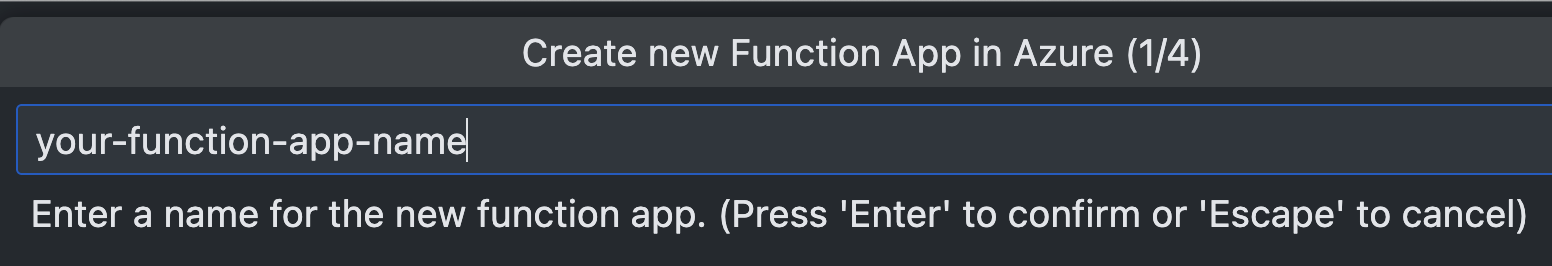 Create new Function App in Azure (1/4)
your-function-app-name
Enter a name for the new function app. (Press 'Enter' to confirm or 'Escape' to cancel)